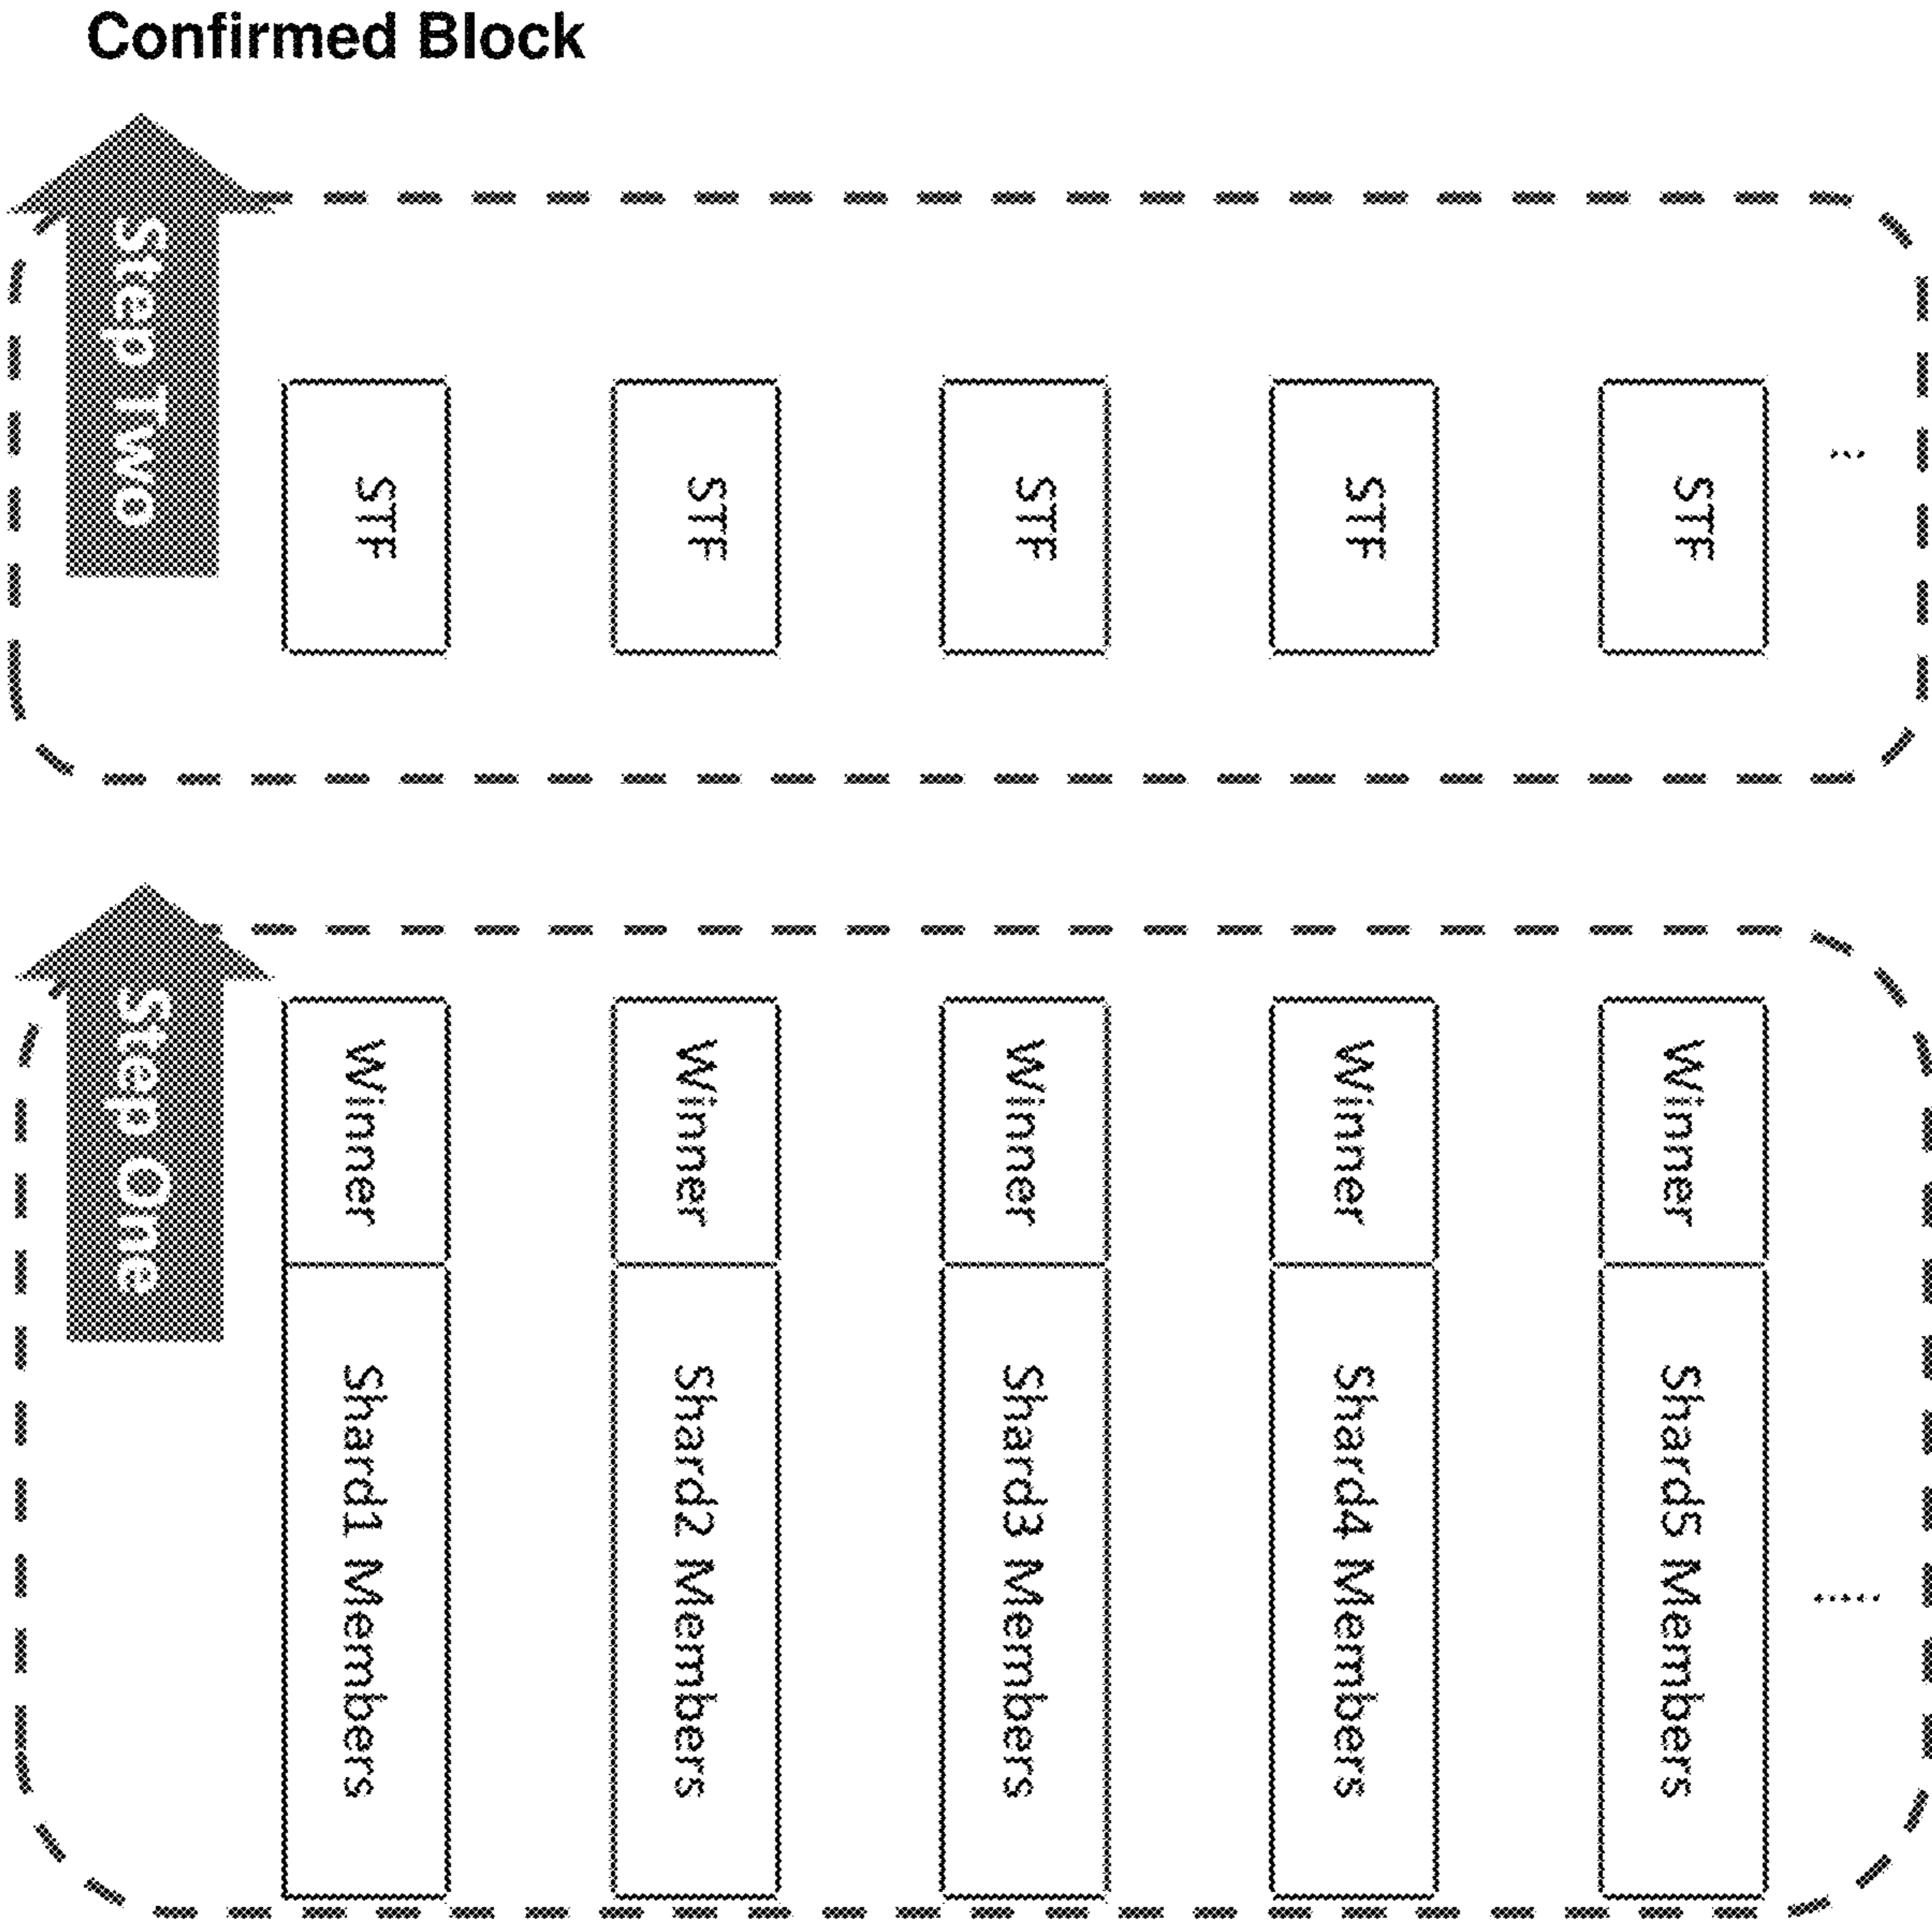 Confirmed Block
Step Two
STF
STF
STF
STF
STF
...
Step One
Winner
Winner
Winner
Winner
Winner
Shard1 Members
Shard2 Members
Shard3 Members
Shard4 Members
Shard5 Members
.....